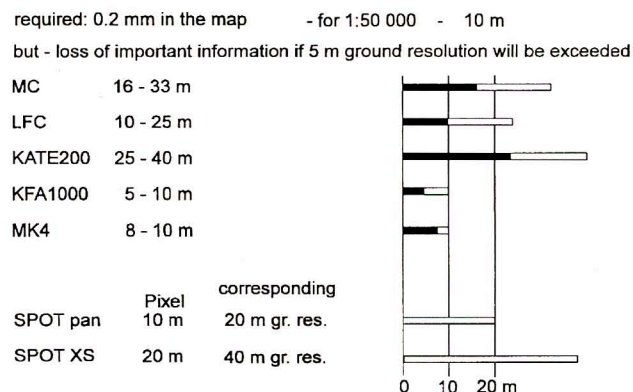 required: 0.2 mm in the map - for 1:50 000 - 10 m
but - loss of important information if 5 m ground resolution will be exceeded
MC 16 - 33 m
LFC 10 - 25 m
KATE200 25 - 40 m
KFA1000 5 - 10 m
MK4 8 - 10 m
Pixel corresponding
SPOT pan 10 m 20 m gr. res.
SPOT XS 20 m 40 m gr. res.
0 10 20 m